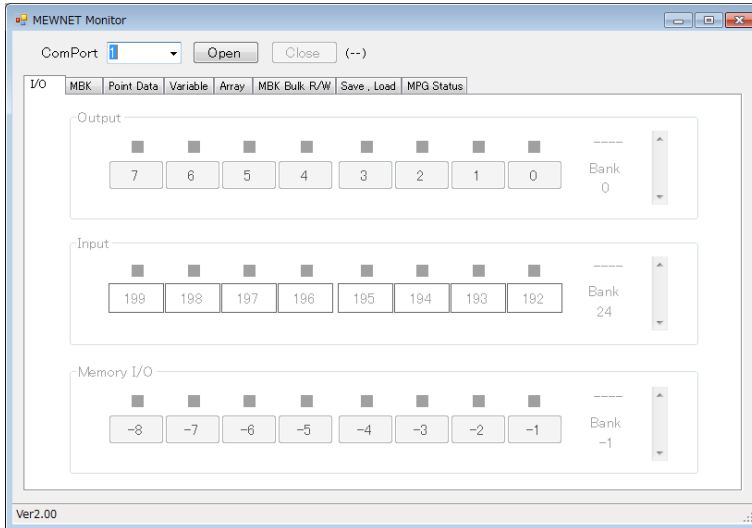 MEWNET Monitor
ComPort 1 Open Close (--)
I/O MBK Point Data Variable Array MBK Bulk R/W Save , Load MPG Status
Output
----
7 6 5 4 3 2 1 0 Bank
0
Input
----
199 198 197 196 195 194 193 192 Bank
24
Memory I/O
----
-8 -7 -6 -5 -4 -3 -2 -1 Bank
-1
Ver2.00